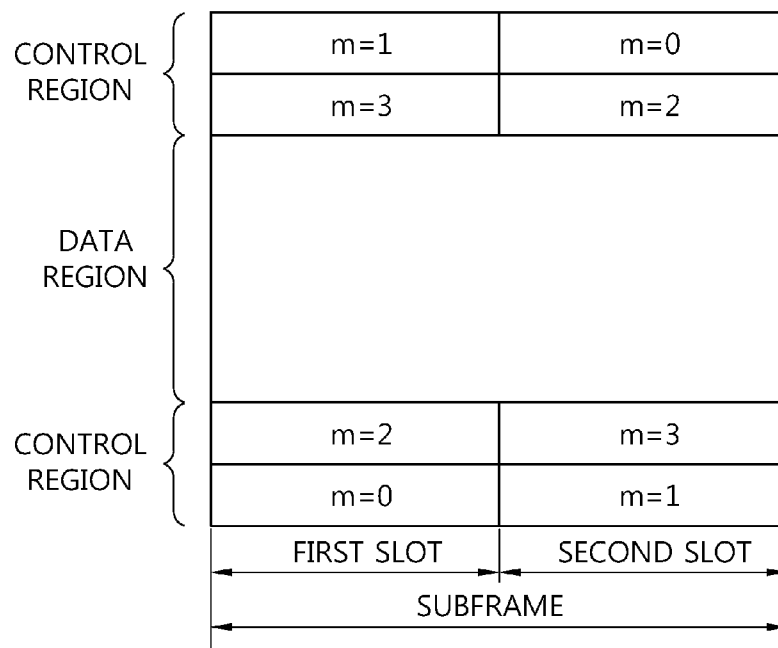 CONTROL
REGION
m=1
m=0
m=3
m=2
DATA
REGION
CONTROL
REGION
m=2
m=3
m=0
m=1
FIRST SLOT
SECOND SLOT
SUBFRAME